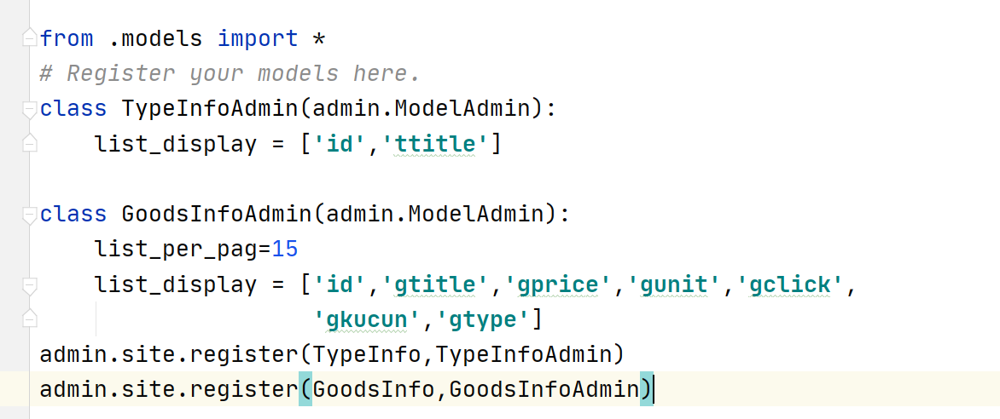 from .models import *
# Register your models here.
class TypeInfoAdmin(admin.ModelAdmin):
    list_display = ['id','ttitle']
class GoodsInfoAdmin(admin.ModelAdmin):
    list_per_pag=15
    list_display = ['id','gtitle','gprice','gunit','gclick',
                    'gkucun','gtype']
admin.site.register(TypeInfo,TypeInfoAdmin)
admin.site.register(GoodsInfo,GoodsInfoAdmin)